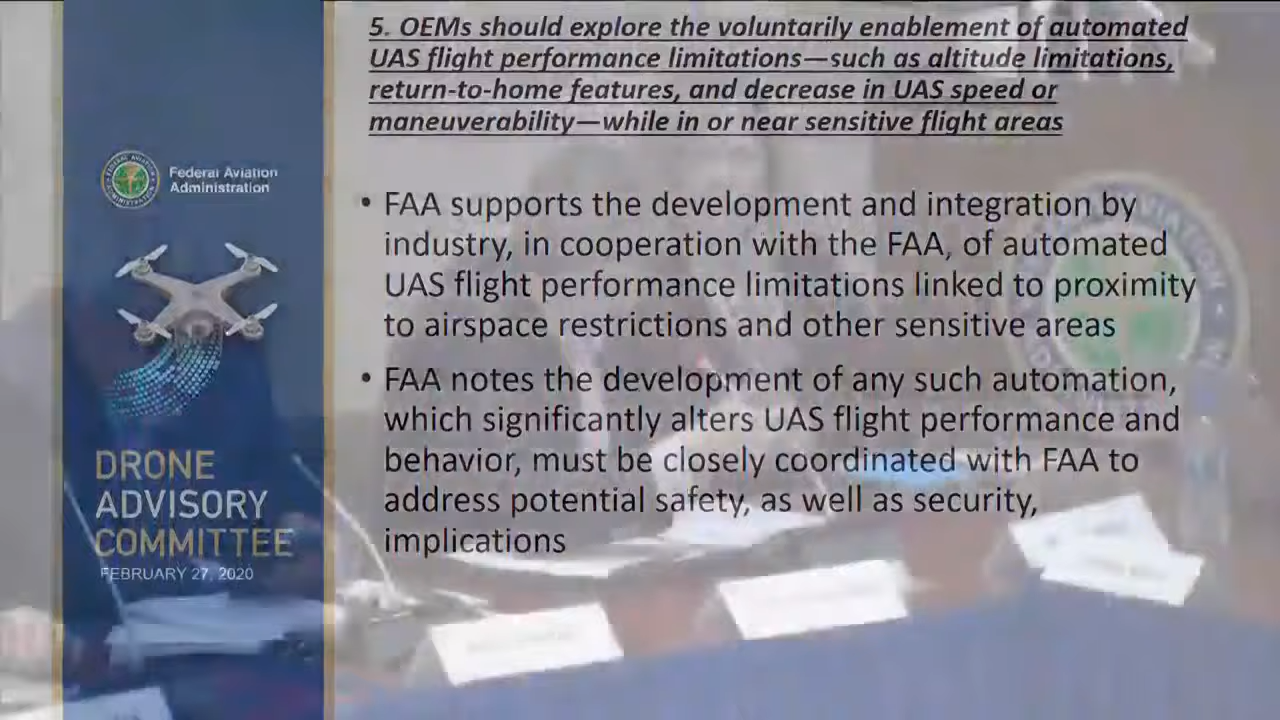 5. OEMs should explore the voluntarily enablement of automated
UAS flight performance limitations—such as altitude limitations,
return-to-home features, and decrease in UAS speed or
maneuverability—while in or near sensitive flight areas
Federal Aviation
Administration
• FAA supports the development and integration by
industry, in cooperation with the FAA, of automated
UAS flight performance limitations linked to proximity
to airspace restrictions and other sensitive areas
• FAA notes the development of any such automation,
which significantly alters UAS flight performance and
behavior, must be closely coordinated with FAA to
address potential safety, as well as security,
implications
DRONE
ADVISORY
COMMITTEE
FEBRUARY 27, 2020